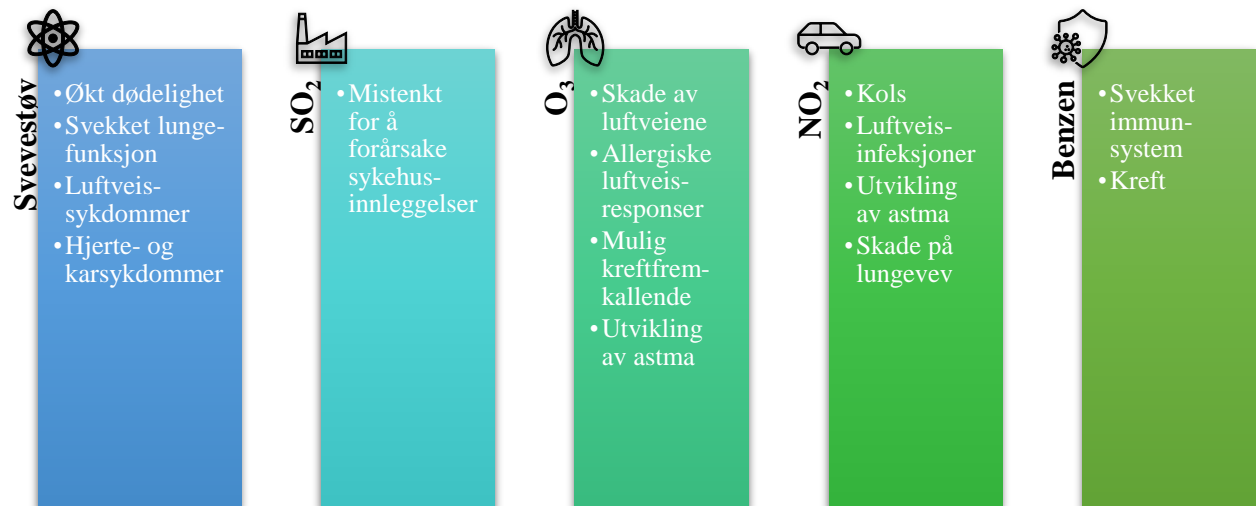 Svevestøv
•Økt dødelighet
•Svekket lunge-
funksjon
•Luftveis-
sykdommer
•Hjerte- og
karsykdommer
SO₂
•Mistenkt
for å
forårsake
sykehus-
innleggelser
O₃
•Skade av
luftveiene
•Allergiske
luftveis-
responser
•Mulig
kreftfrem-
kallende
•Utvikling
av astma
NO₂
•Kols
•Luftveis-
infeksjoner
•Utvikling
av astma
•Skade på
lungevev
Benzen
•Svekket
immun-
system
•Kreft